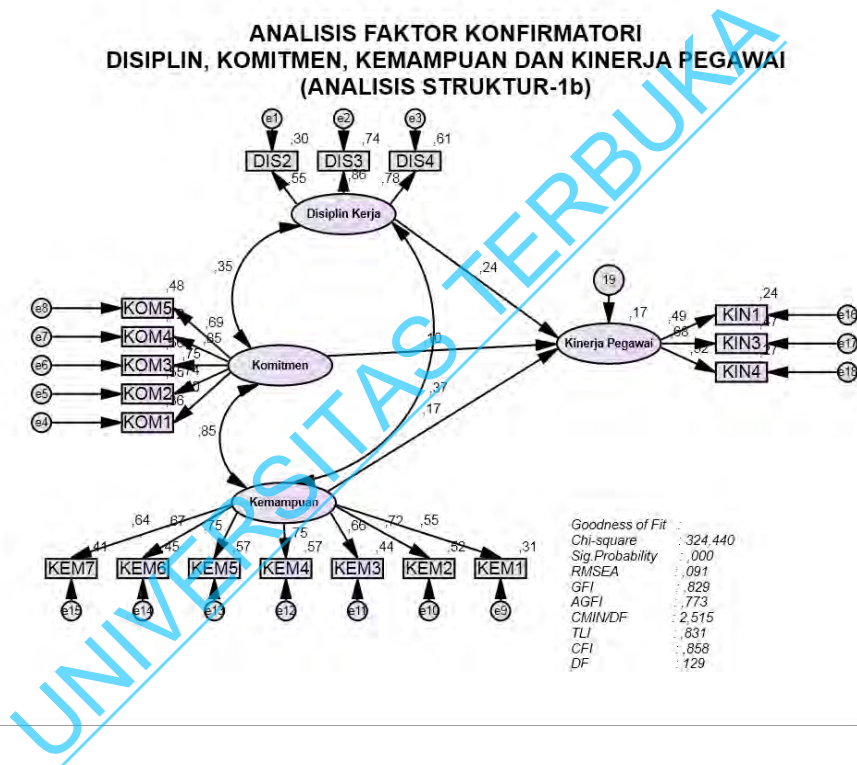 ANALISIS FAKTOR KONFIRMATORI
DISIPLIN, KOMITMEN, KEMAMPUAN DAN KINERJA PEGAWAI
(ANALISIS STRUKTUR-1b)
e1 e2 e3
,30 ,74 ,61
DIS2 DIS3 DIS4
,55 ,86 ,78
Disiplin Kerja
,35
,24
19
,48
e8 KOM5
,69
e7 KOM4
,85
e6 KOM3
,75
e5 KOM2
e4 KOM1
Komitmen
,10
Kinerja Pegawai
,17
,49
,24
KIN1 e16
KIN3 e17
KIN4 e18
,37
,17
,85
Kemampuan
,64 ,67 ,75 ,75 ,66 ,72 ,55
,41 ,45 ,57 ,57 ,44 ,52 ,31
KEM7 KEM6 KEM5 KEM4 KEM3 KEM2 KEM1
e15 e14 e13 e12 e11 e10 e9
Goodness of Fit :
Chi-square : 324,440
Sig.Probability : ,000
RMSEA : ,091
GFI : ,829
AGFI : ,773
CMIN/DF : 2,515
TLI : ,831
CFI : ,858
DF : 129
UNIVERSITAS TERBUKA